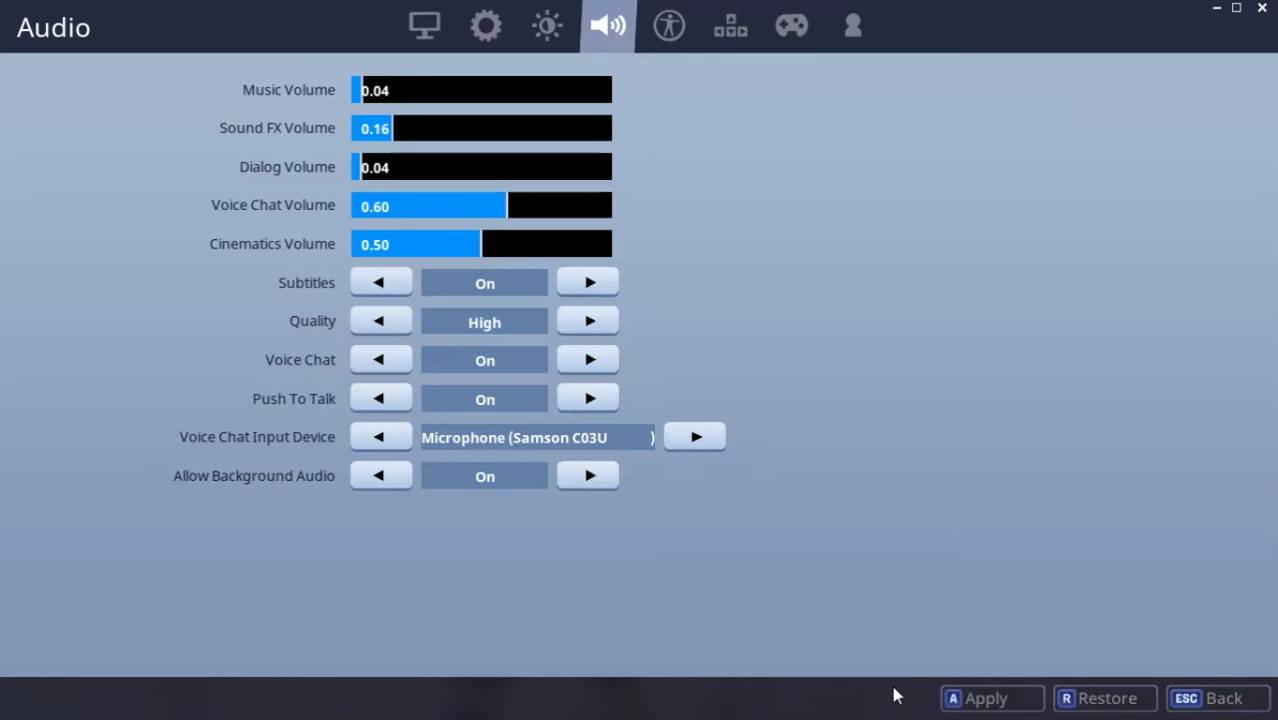 Audio
Music Volume 0.04
Sound FX Volume 0.16
Dialog Volume 0.04
Voice Chat Volume 0.60
Cinematics Volume 0.50
Subtitles On
Quality High
Voice Chat On
Push To Talk On
Voice Chat Input Device Microphone (Samson C03U )
Allow Background Audio On
A Apply R Restore ESC Back